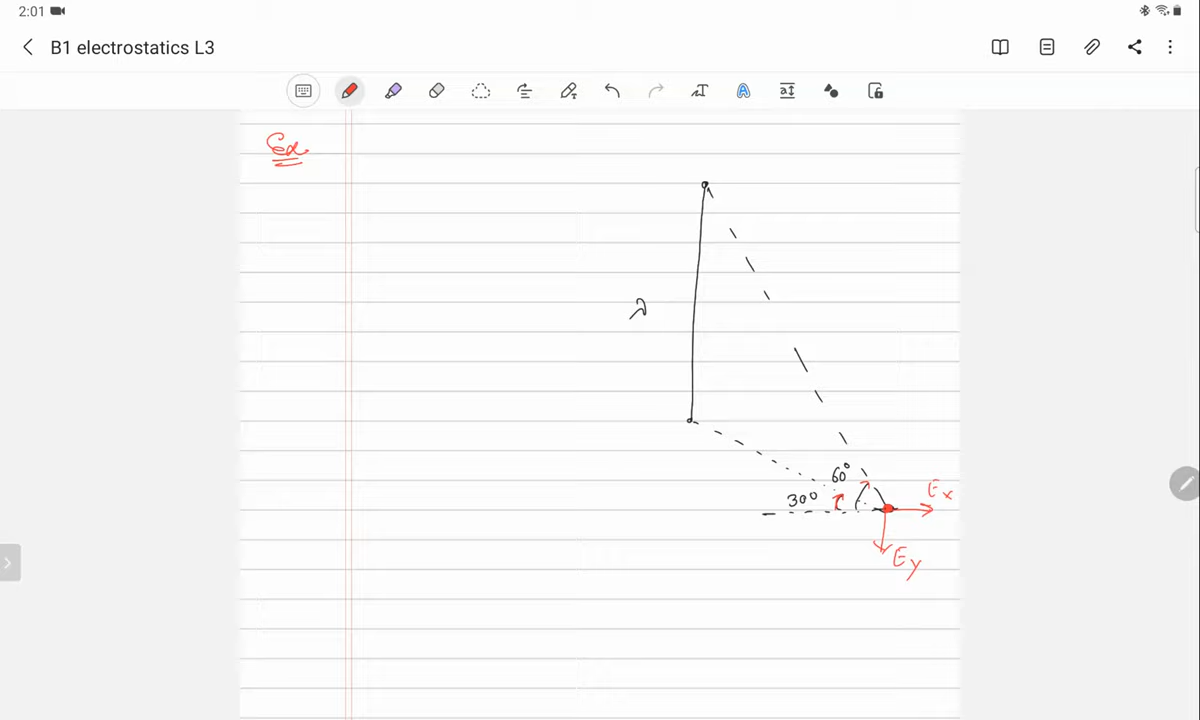 2:01
B1 electrostatics L3
Ex
λ
60°
30°
Ex
Ey